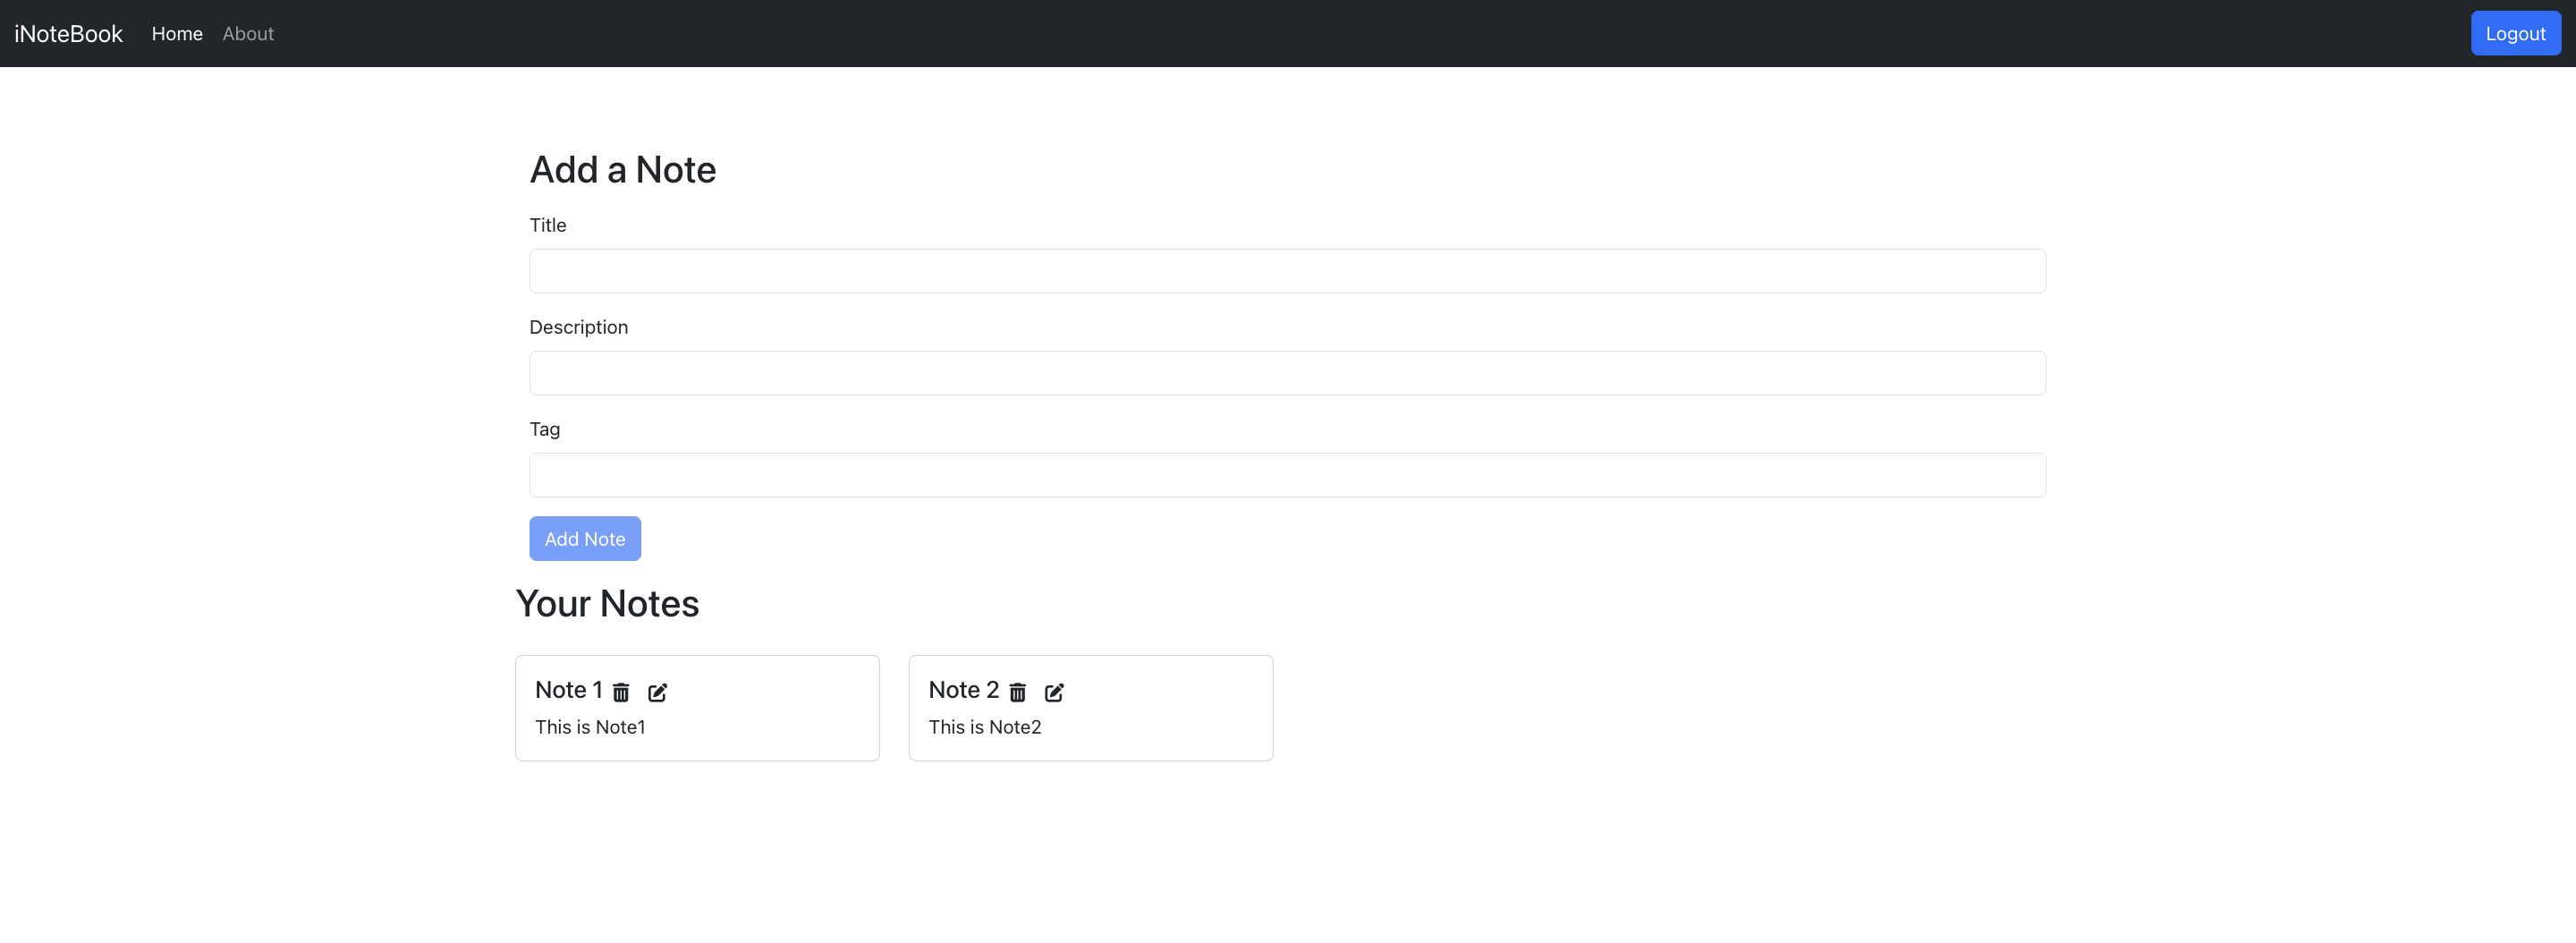 iNoteBook Home About Logout
Add a Note
Title
Description
Tag
Add Note
Your Notes
Note 1
This is Note1
Note 2
This is Note2